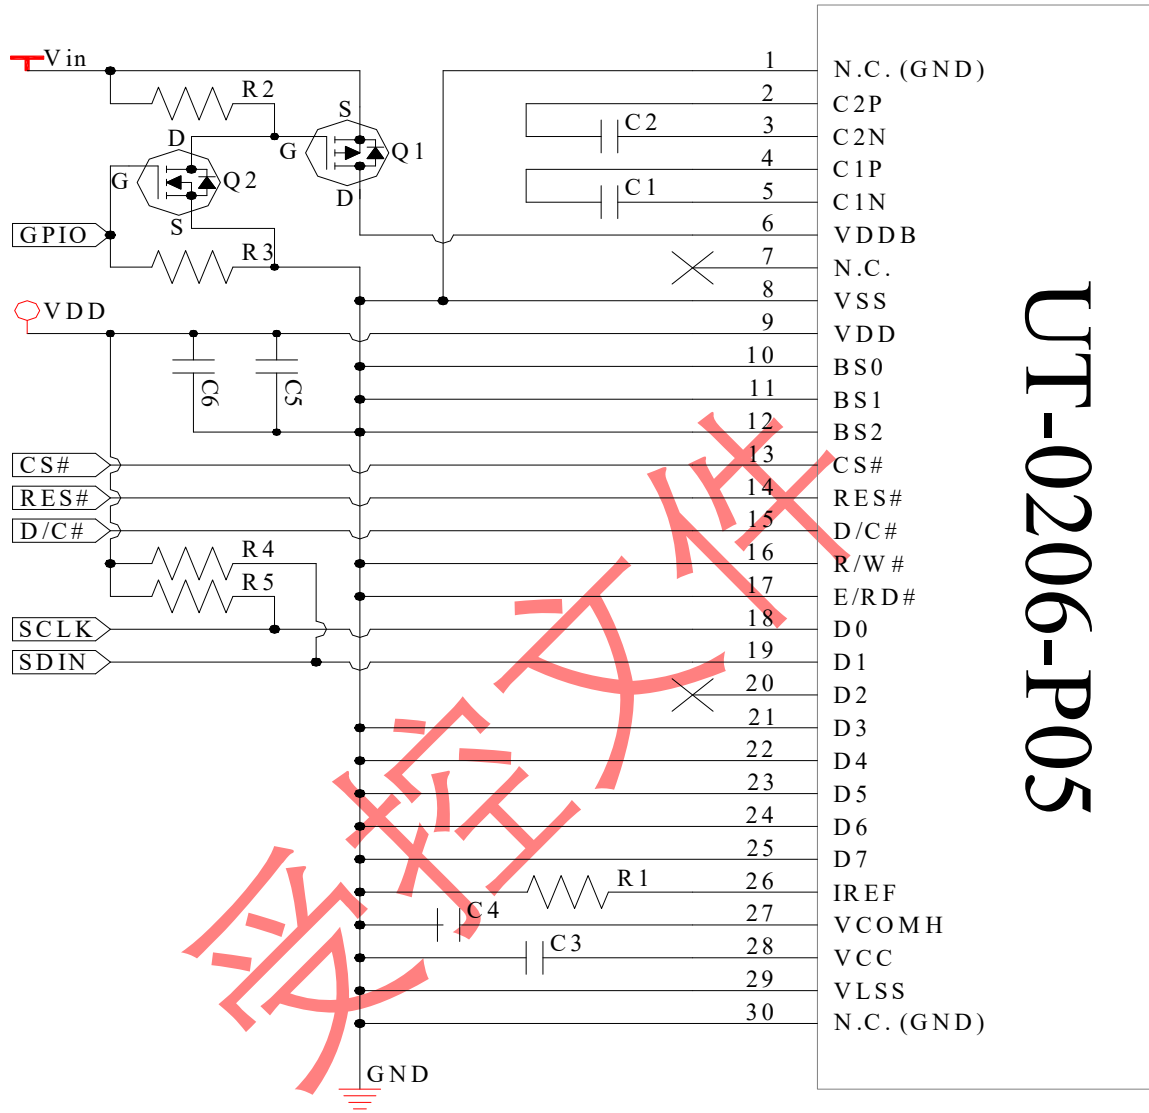 Vin
R2
S
G
Q1
D
D
G
Q2
S
GPIO
R3
VDD
C6
C5
CS#
RES#
D/C#
R4
R5
SCLK
SDIN
C2
C1
R1
C4
C3
GND
1 N.C. (GND)
2 C2P
3 C2N
4 C1P
5 C1N
6 VDDB
7 N.C.
8 VSS
9 VDD
10 BS0
11 BS1
12 BS2
13 CS#
14 RES#
15 D/C#
16 R/W#
17 E/RD#
18 D0
19 D1
20 D2
21 D3
22 D4
23 D5
24 D6
25 D7
26 IREF
27 VCOMH
28 VCC
29 VLSS
30 N.C. (GND)
UT-0206-P05
受控文件